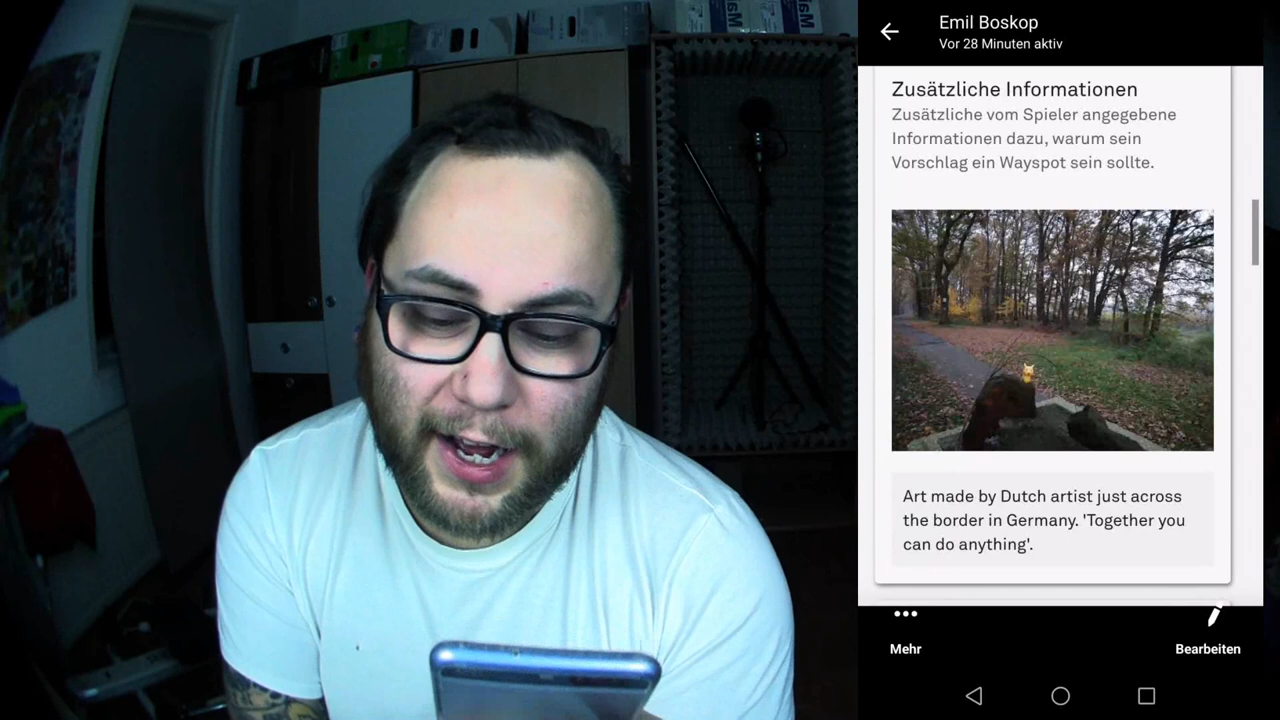 Emil Boskop
Vor 28 Minuten aktiv
Zusätzliche Informationen
Zusätzliche vom Spieler angegebene
Informationen dazu, warum sein
Vorschlag ein Wayspot sein sollte.
Art made by Dutch artist just across
the border in Germany. 'Together you
can do anything'.
Mehr
Bearbeiten